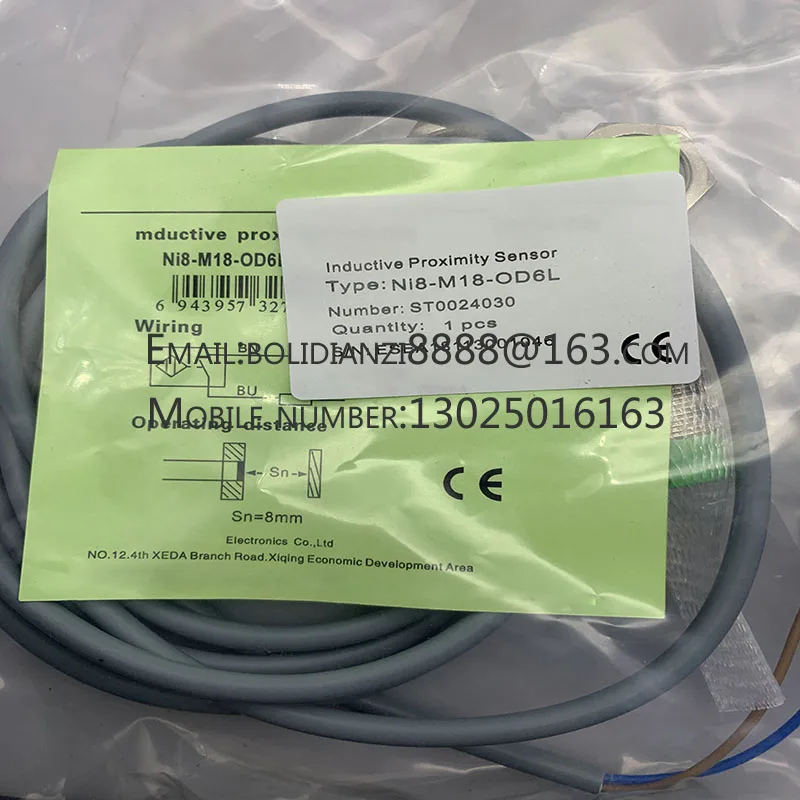 Inductive prox
Ni8-M18-OD6L
6 943957 327
Wiring
BN
BU
Operating distance
Sn
Sn=8mm
CE
Electronics Co.,Ltd
NO.12.4th XEDA Branch Road.Xiqing Economic Development Area
Inductive Proximity Sensor
Type: Ni8-M18-OD6L
Number: ST0024030
Quantity: 1 pcs
CE
EMAIL:BOLIDIANZI8888@163.COM
MOBILE NUMBER:13025016163